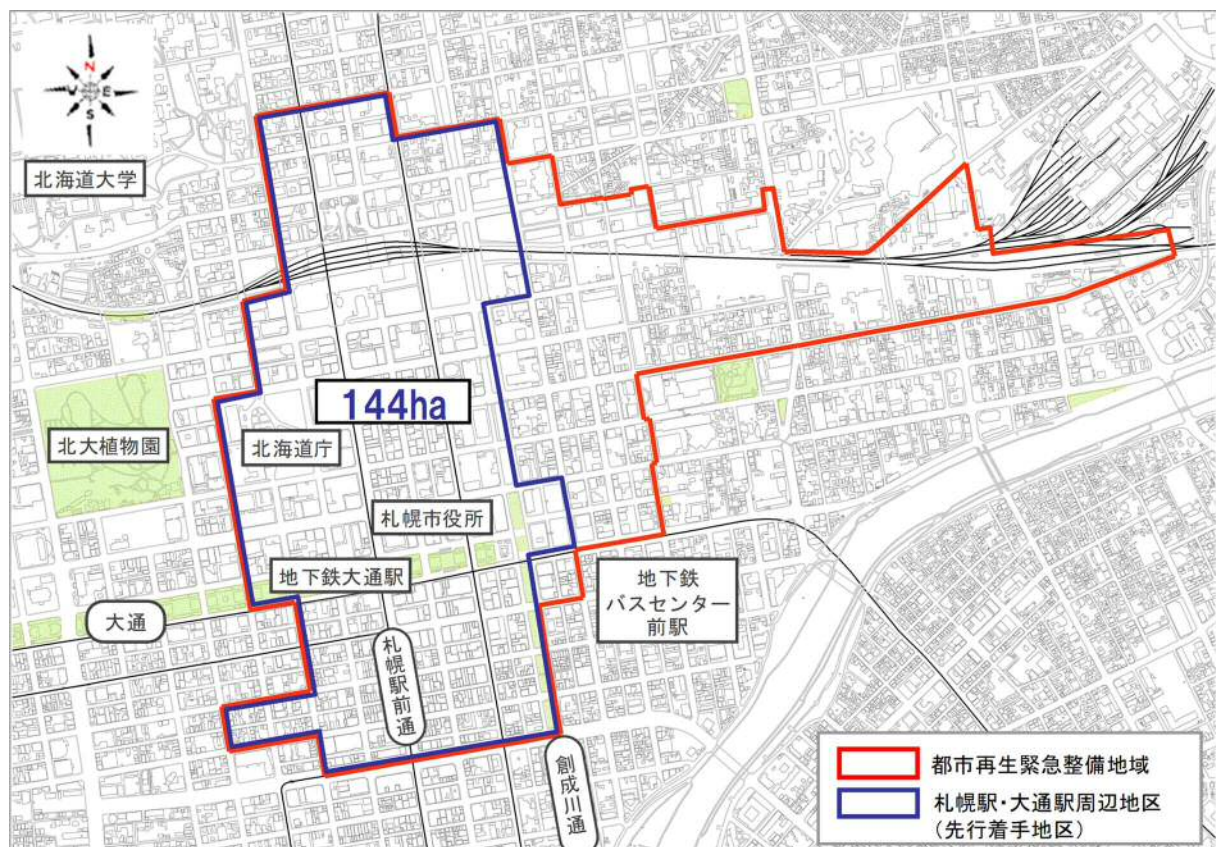 N
W
E
S
北海道大学
144ha
北大植物園
北海道庁
札幌市役所
地下鉄大通駅
大通
地下鉄
バスセンター
前駅
札幌駅前通
創成川通
都市再生緊急整備地域
札幌駅・大通駅周辺地区
(先行着手地区)